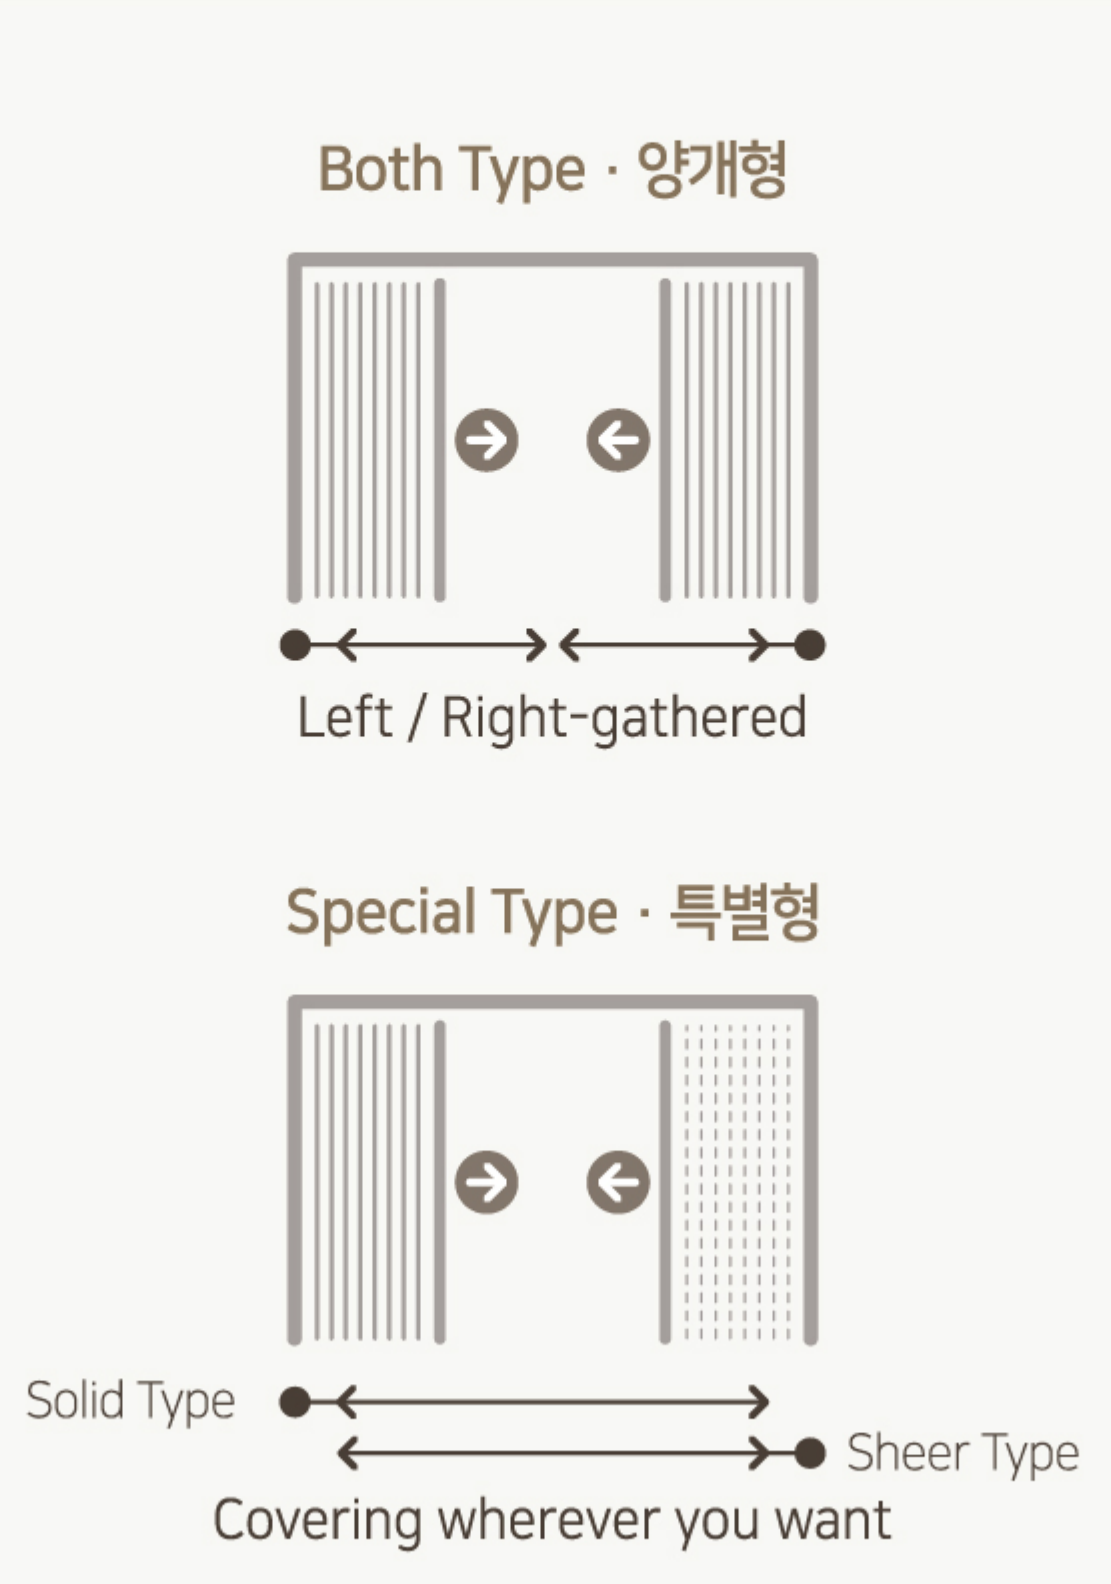 Both Type · 양개형
Left / Right-gathered
Special Type · 특별형
Solid Type
Sheer Type
Covering wherever you want